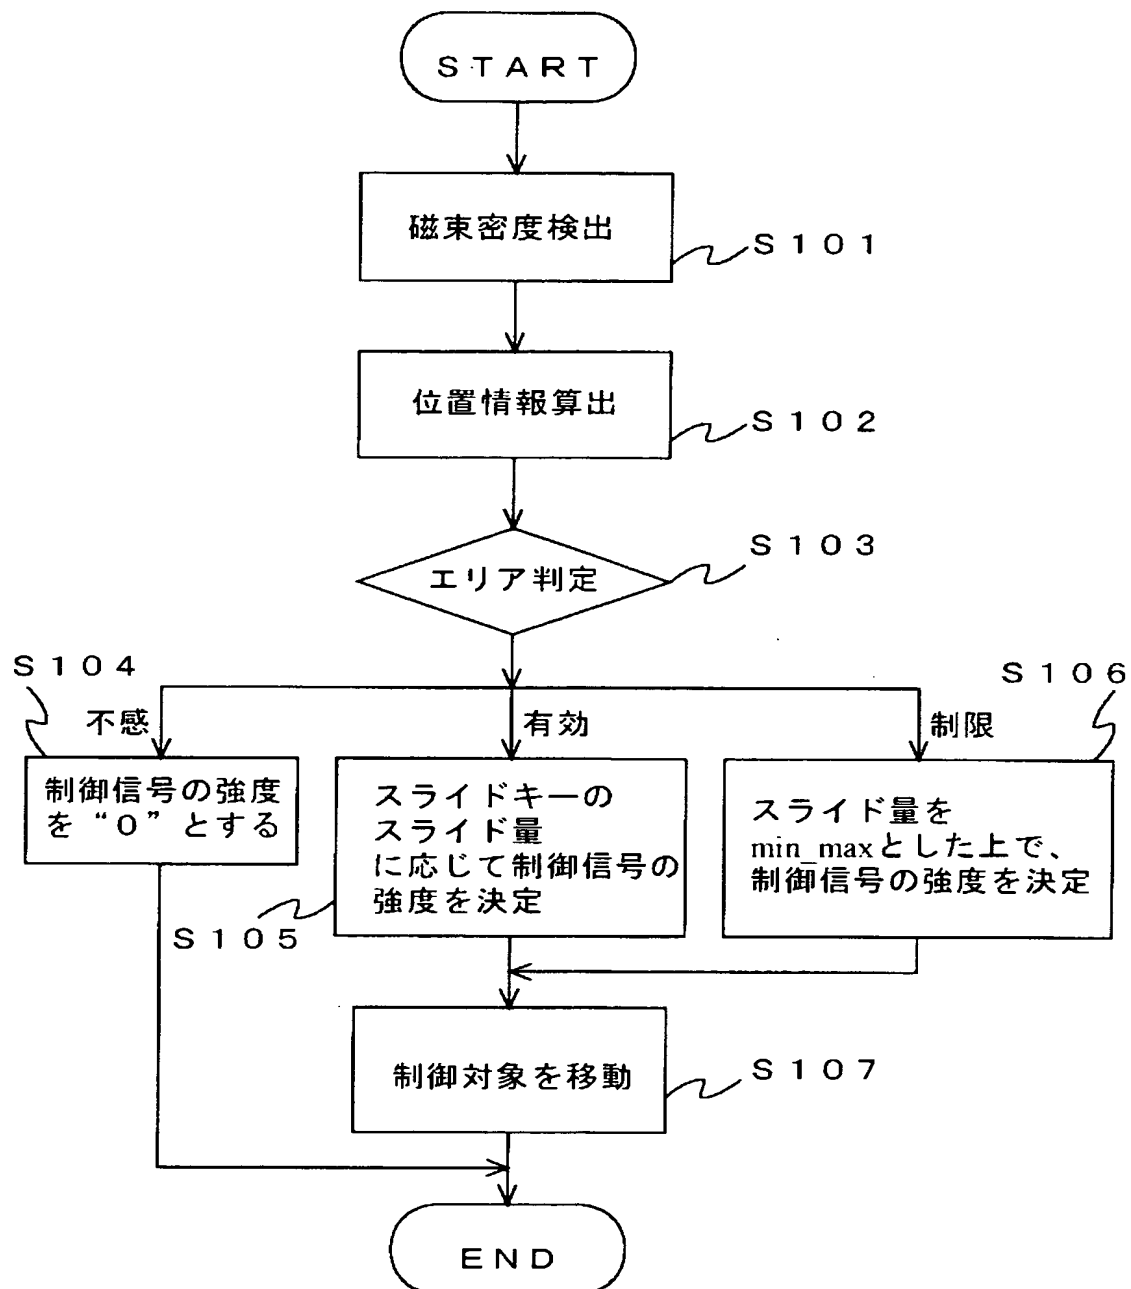 START
磁束密度検出
S101
位置情報算出
S102
エリア判定
S103
S104
不感
有効
制限
S106
制御信号の強度
を“0”とする
スライドキーの
スライド量
に応じて制御信号の
強度を決定
S105
スライド量を
min_maxとした上で、
制御信号の強度を決定
制御対象を移動
S107
END